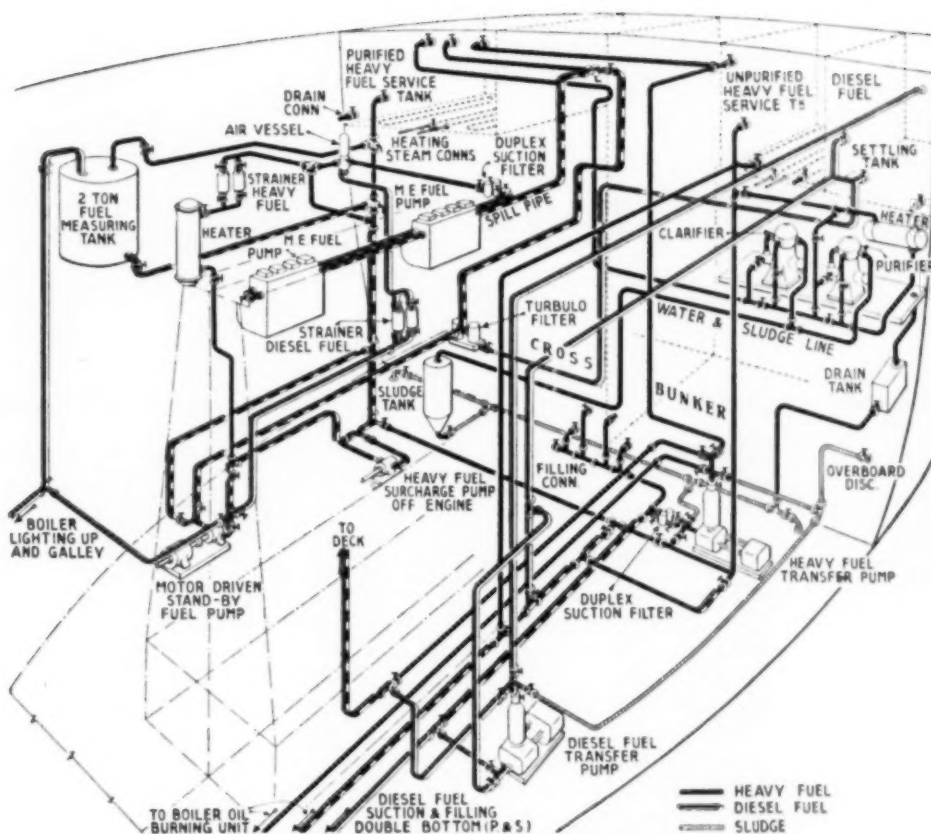 PURIFIED
HEAVY
FUEL SERVICE
TANK
UNPURIFIED
HEAVY FUEL
SERVICE TK
DIESEL
FUEL
DRAIN
CONN
AIR VESSEL
HEATING
STEAM CONNS
DUPLEX
SUCTION
FILTER
SETTLING
TANK
STRAINER
HEAVY
FUEL
2 TON
FUEL
MEASURING
TANK
M.E FUEL
PUMP
SPILL PIPE
HEATER
HEATER
M.E FUEL
PUMP
CLARIFIER
PURIFIER
STRAINER
DIESEL FUEL
TURBULO
FILTER
WATER &
SLUDGE LINE
CROSS
BUNKER
SLUDGE
TANK
DRAIN
TANK
FILLING
CONN.
OVERBOARD
DISC.
HEAVY FUEL
SURCHARGE PUMP
OFF ENGINE
BOILER
LIGHTING UP
AND GALLEY
TO
DECK
MOTOR DRIVEN
STAND-BY
FUEL PUMP
DUPLEX
SUCTION FILTER
HEAVY FUEL
TRANSFER PUMP
DIESEL FUEL
TRANSFER
PUMP
TO BOILER OIL
BURNING UNIT
DIESEL FUEL
SUCTION & FILLING
DOUBLE BOTTOM (P.& S)
HEAVY FUEL
DIESEL FUEL
SLUDGE